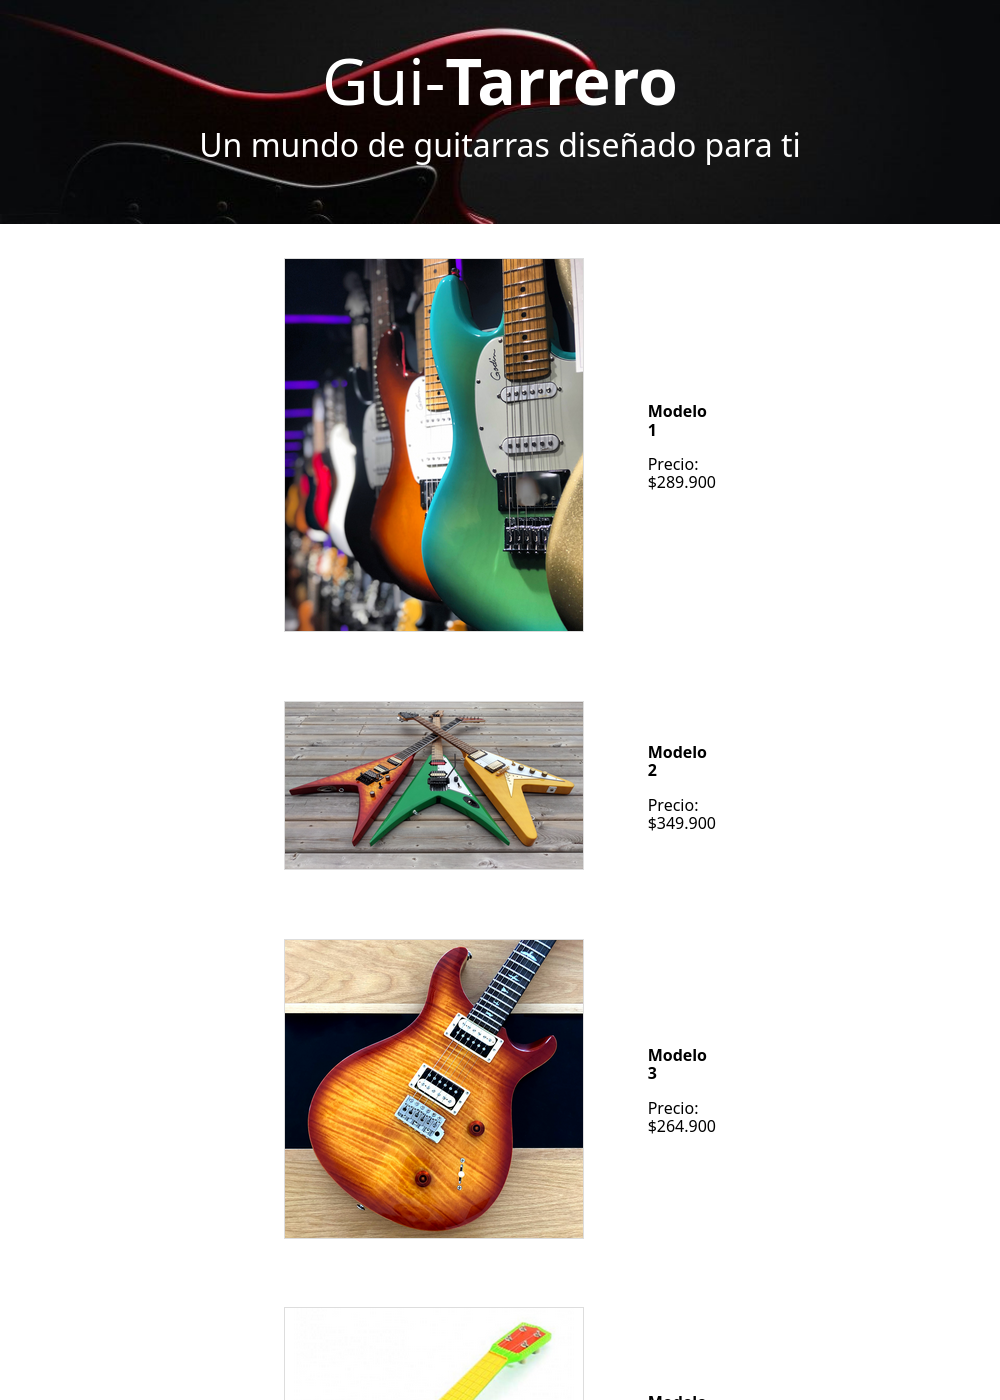 Gui-Tarrero
Un mundo de guitarras diseñado para ti
Godin
Modelo
1
Precio:
$289.900
Modelo
2
Precio:
$349.900
Modelo
3
Precio:
$264.900